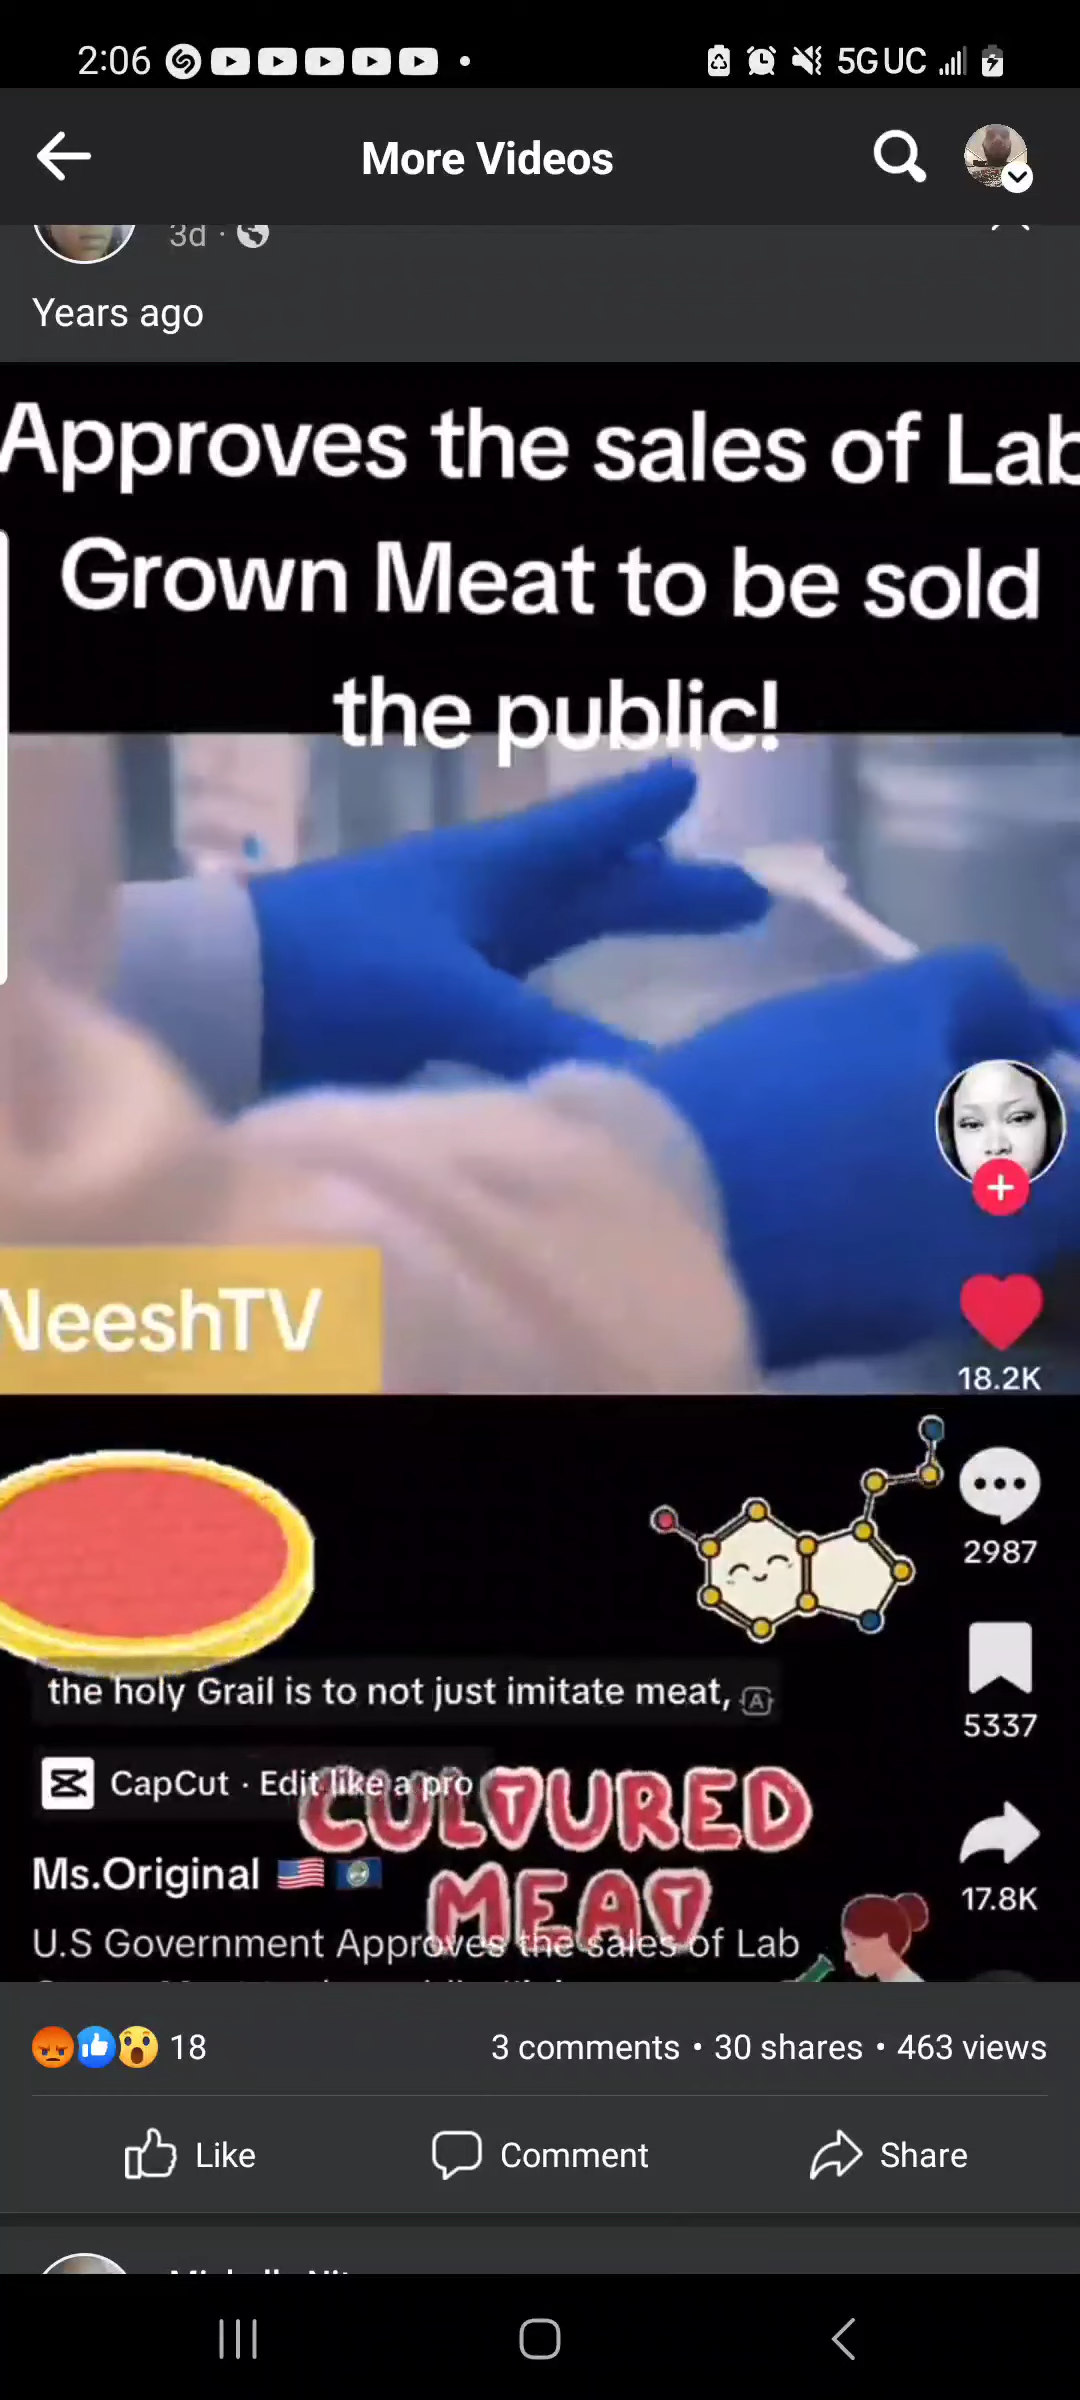 2:06
5G UC
More Videos
3d ·
Years ago
Approves the sales of Lab
Grown Meat to be sold
the public!
NeeshTV
18.2K
2987
the holy Grail is to not just imitate meat,
5337
CapCut · Edit like a pro
CULTURED
MEAT
Ms.Original
17.8K
U.S Government Approves the sales of Lab
18
3 comments • 30 shares • 463 views
Like
Comment
Share